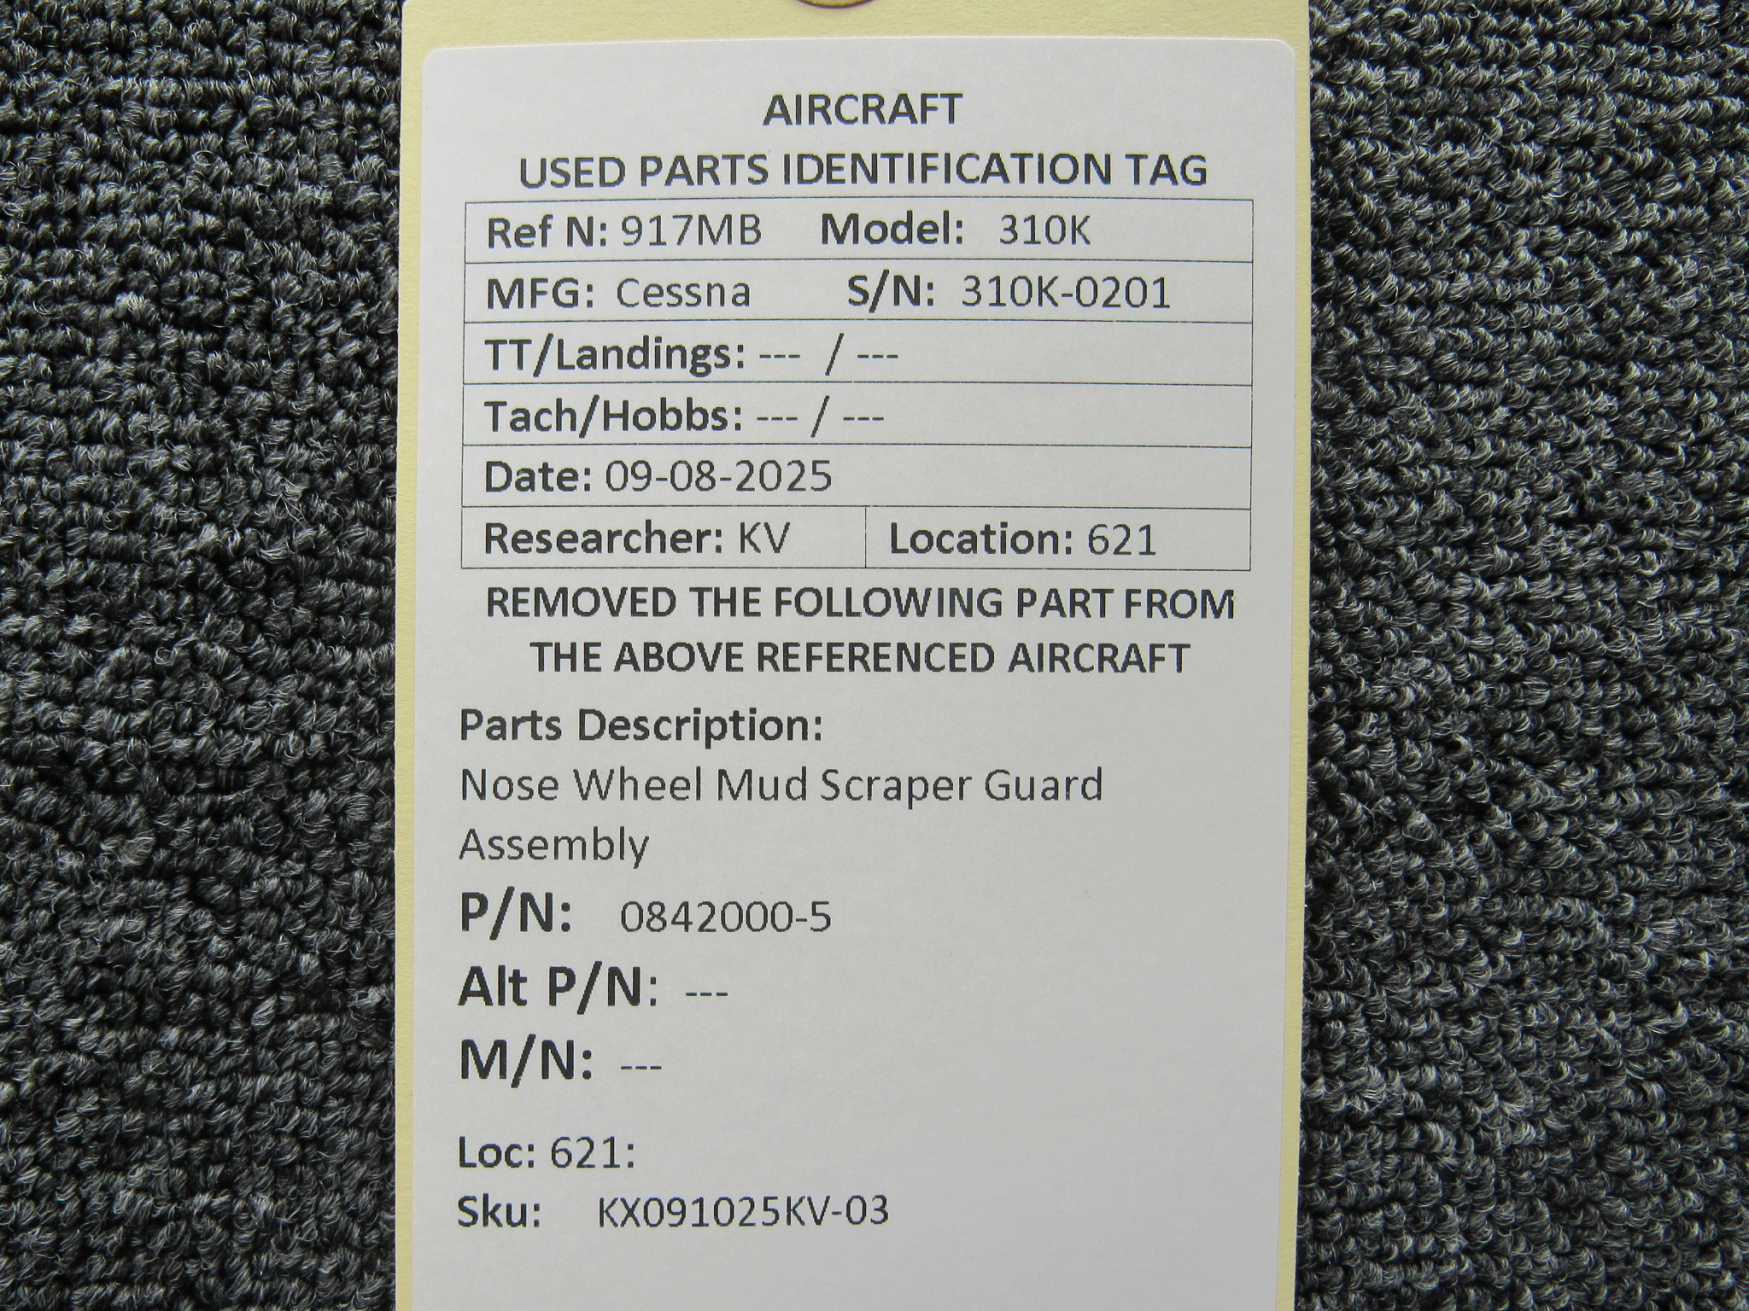 AIRCRAFT
USED PARTS IDENTIFICATION TAG
Ref N: 917MB Model: 310K
MFG: Cessna S/N: 310K-0201
TT/Landings: --- / ---
Tach/Hobbs: --- / ---
Date: 09-08-2025
Researcher: KV Location: 621
REMOVED THE FOLLOWING PART FROM
THE ABOVE REFERENCED AIRCRAFT
Parts Description:
Nose Wheel Mud Scraper Guard
Assembly
P/N: 0842000-5
Alt P/N: ---
M/N: ---
Loc: 621:
Sku: KX091025KV-03